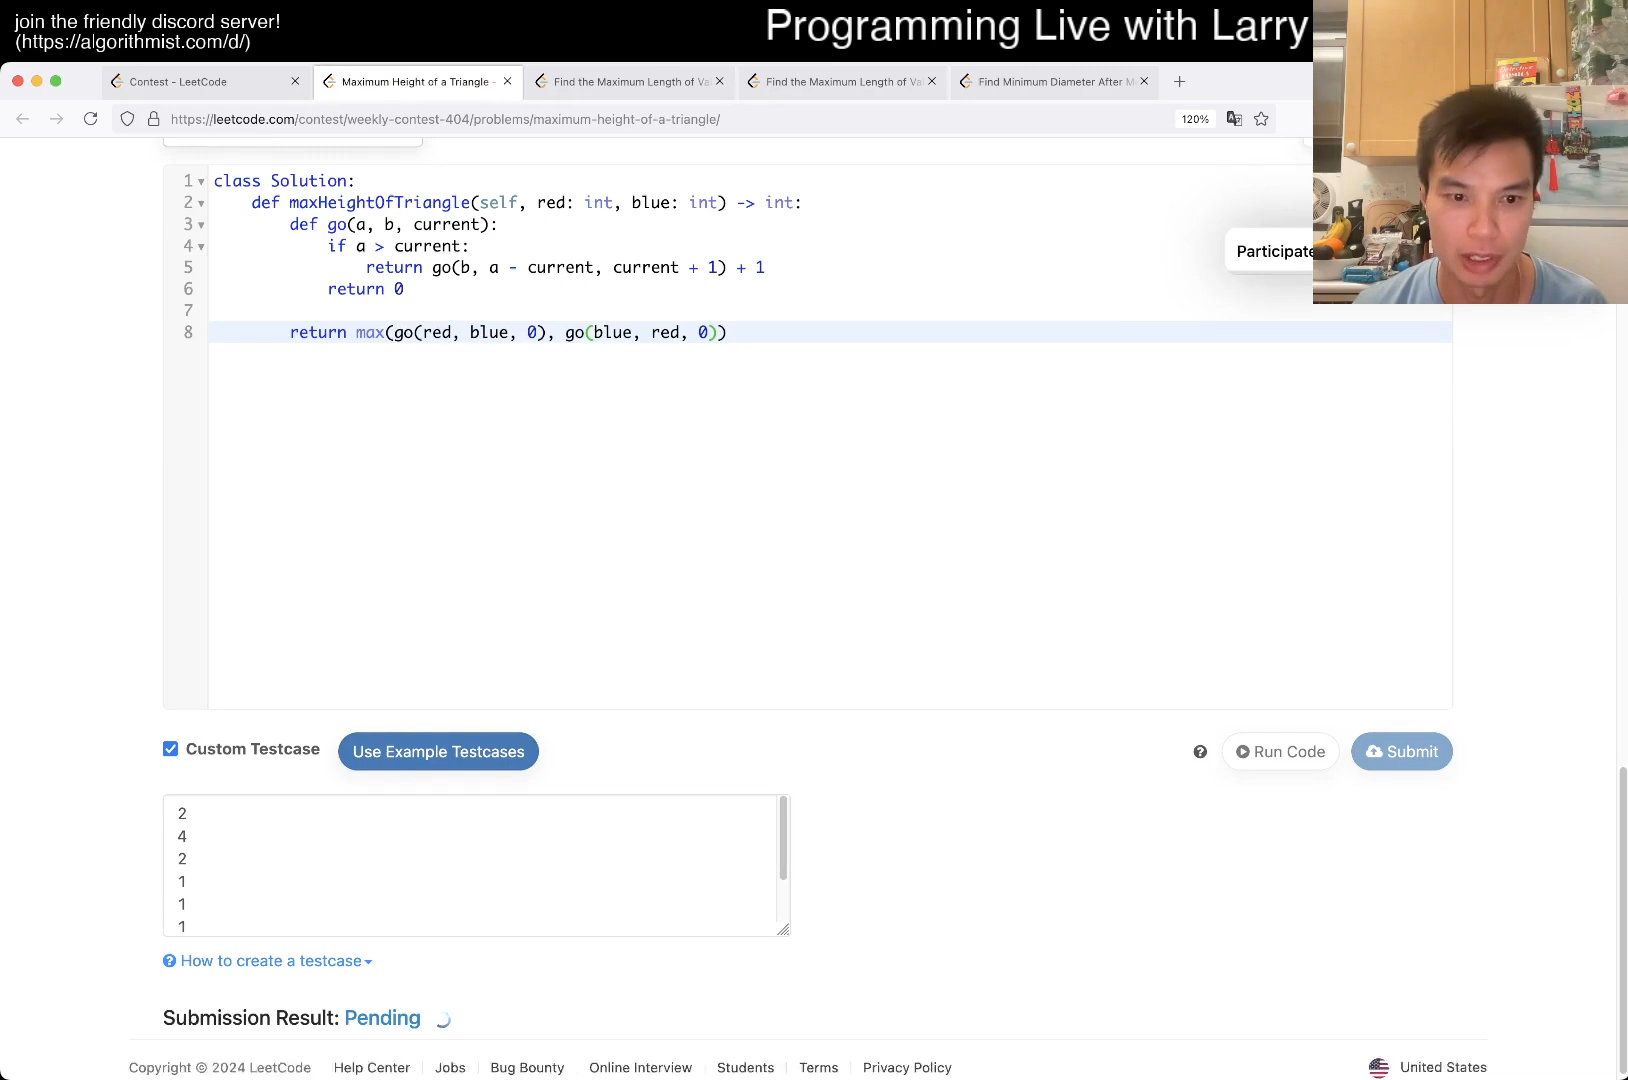 join the friendly discord server!
(https://algorithmist.com/d/)
Programming Live with Larry
Contest - LeetCode
Maximum Height of a Triangle -
Find the Maximum Length of Va
Find the Maximum Length of Va
Find Minimum Diameter After M
https://leetcode.com/contest/weekly-contest-404/problems/maximum-height-of-a-triangle/
120%
1 class Solution:
2 def maxHeightOfTriangle(self, red: int, blue: int) -> int:
3 def go(a, b, current):
4 if a > current:
5 return go(b, a - current, current + 1) + 1
6 return 0
7
8 return max(go(red, blue, 0), go(blue, red, 0))
Participate
Custom Testcase
Use Example Testcases
Run Code
Submit
2
4
2
1
1
1
How to create a testcase
Submission Result: Pending
Copyright © 2024 LeetCode
Help Center
Jobs
Bug Bounty
Online Interview
Students
Terms
Privacy Policy
United States